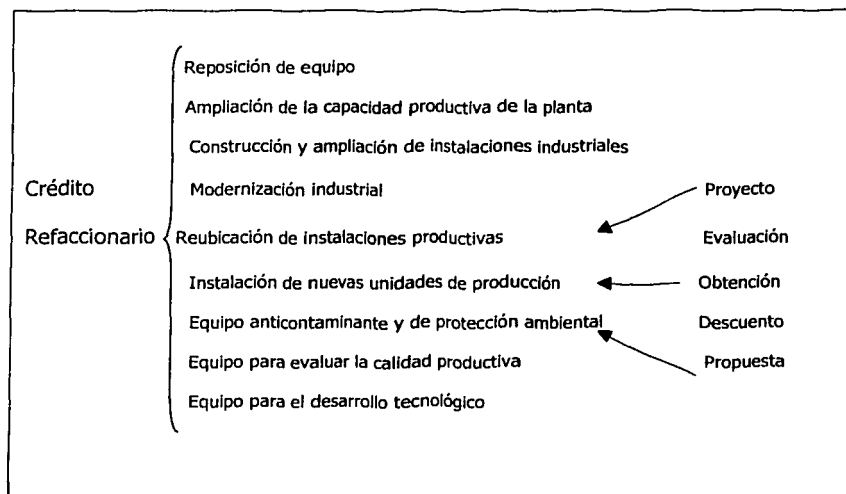 Reposición de equipo
Ampliación de la capacidad productiva de la planta
Construcción y ampliación de instalaciones industriales
Crédito
Modernización industrial
Proyecto
Refaccionario
Reubicación de instalaciones productivas
Evaluación
Instalación de nuevas unidades de producción
Obtención
Equipo anticontaminante y de protección ambiental
Descuento
Equipo para evaluar la calidad productiva
Propuesta
Equipo para el desarrollo tecnológico